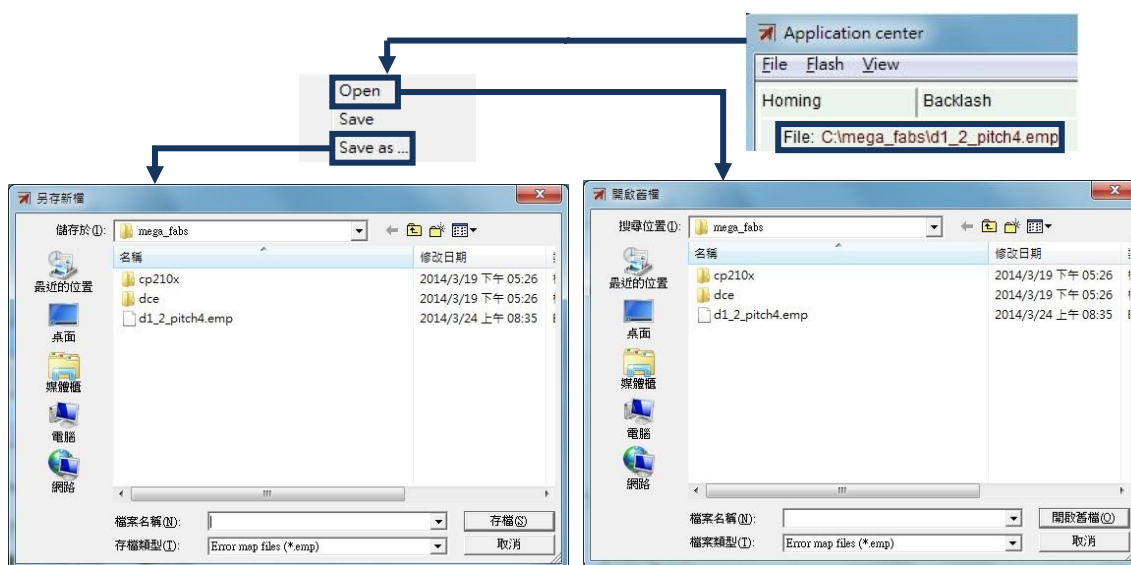 Application center
File Flash View
Homing Backlash
File: C:\mega_fabs\d1_2_pitch4.emp
Open
Save
Save as ...
另存新檔
儲存於(I): mega_fabs
名稱 修改日期
cp210x 2014/3/19 下午 05:26
dce 2014/3/19 下午 05:26
d1_2_pitch4.emp 2014/3/24 上午 08:35
最近的位置
桌面
媒體櫃
電腦
網路
檔案名稱(N): 存檔(S)
存檔類型(T): Error map files (*.emp) 取消
開啟舊檔
搜尋位置(I): mega_fabs
名稱 修改日期
cp210x 2014/3/19 下午 05:26
dce 2014/3/19 下午 05:26
d1_2_pitch4.emp 2014/3/24 上午 08:35
最近的位置
桌面
媒體櫃
電腦
網路
檔案名稱(N): 開啟舊檔(O)
檔案類型(T): Error map files (*.emp) 取消